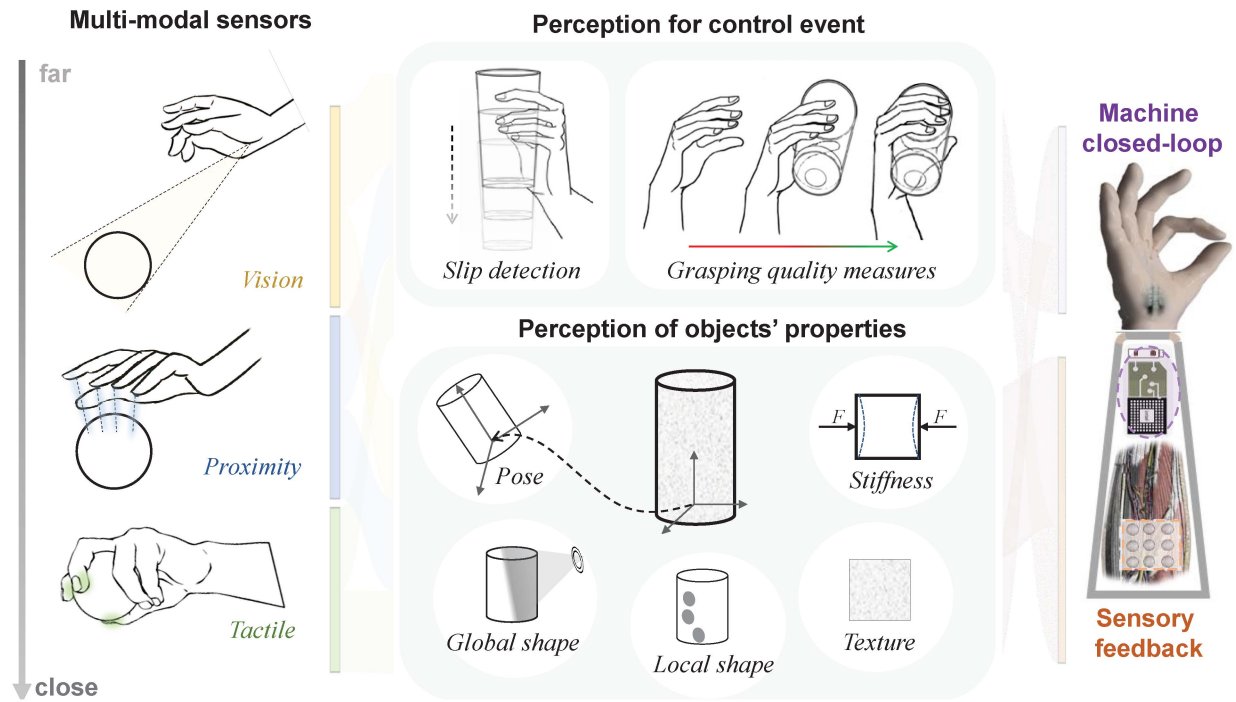 Multi-modal sensors
far
Vision
Proximity
Tactile
close
Perception for control event
Slip detection
Grasping quality measures
Perception of objects’ properties
Pose
F
F
Stiffness
Global shape
Local shape
Texture
Machine
closed-loop
Sensory
feedback